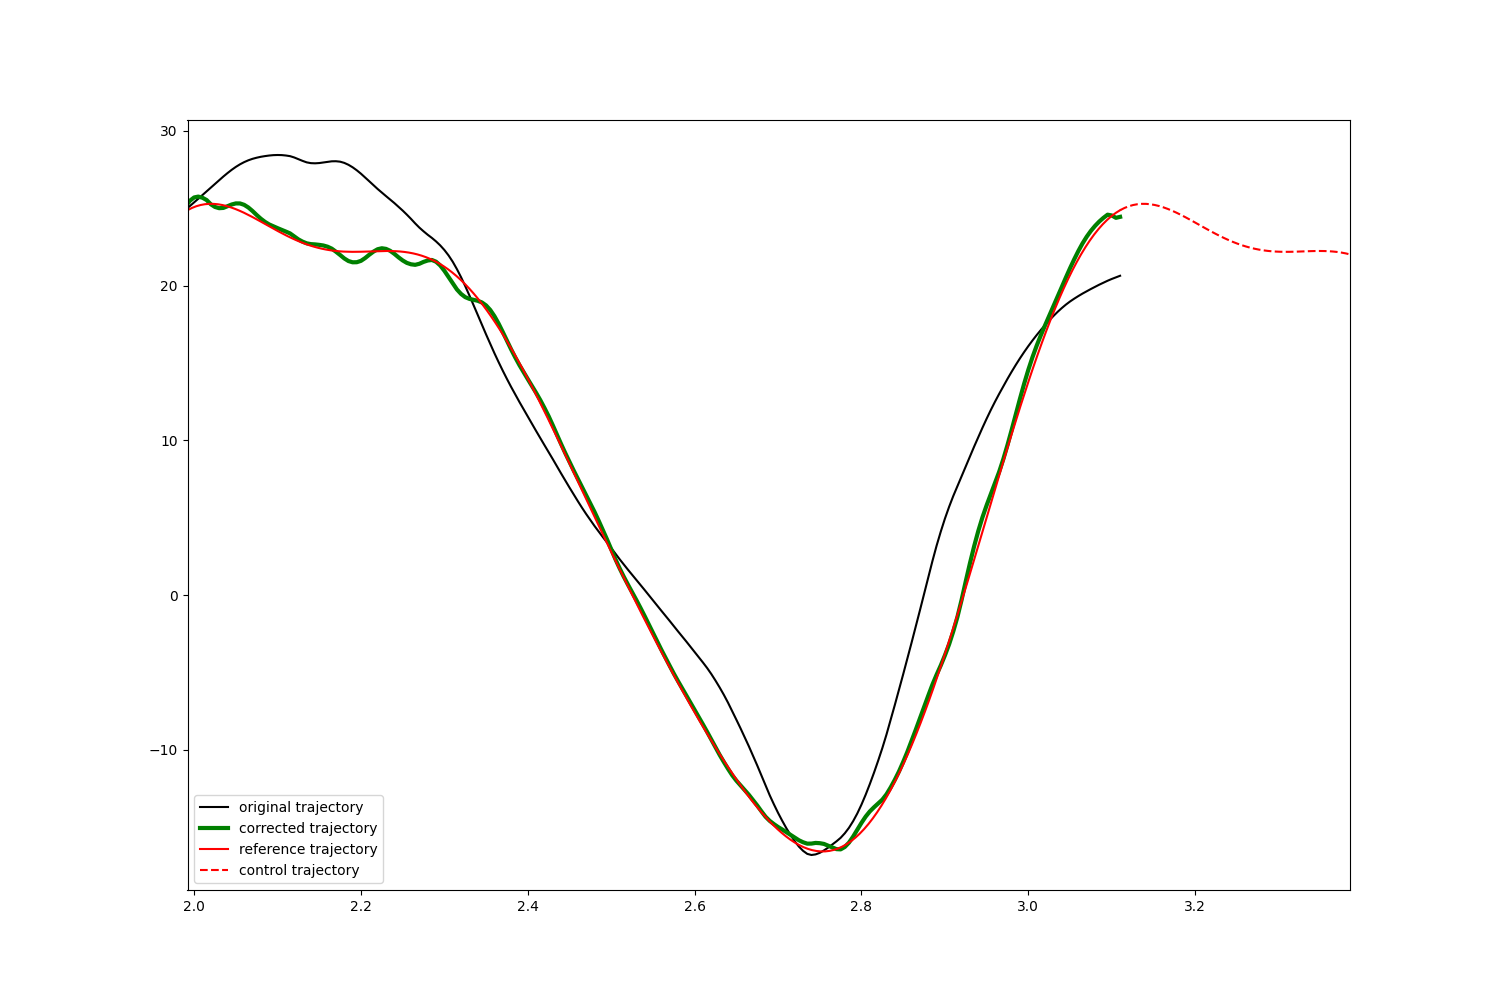 30
20
10
0
−10
original trajectory
corrected trajectory
reference trajectory
control trajectory
2.0 2.2 2.4 2.6 2.8 3.0 3.2